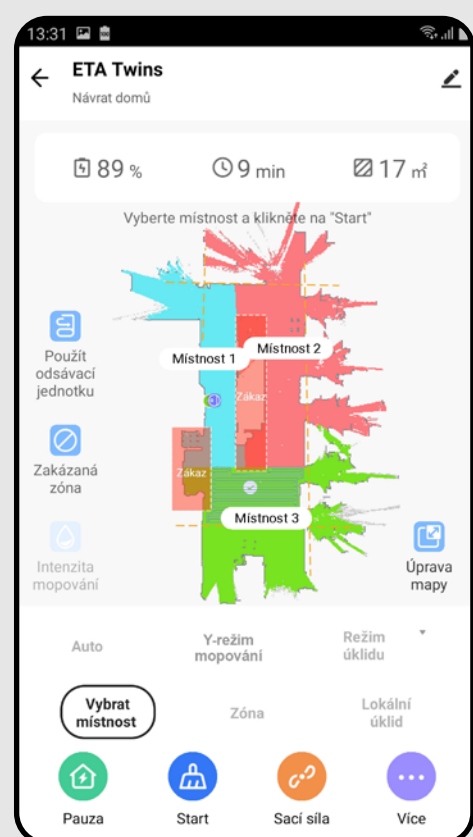 13:31
ETA Twins
Návrat domů
89 %
9 min
17 m²
Vyberte místnost a klikněte na "Start"
Použít
odsávací
jednotku
Místnost 1
Místnost 2
Zákaz
Zakázaná
zóna
Zákaz
Místnost 3
Intenzita
mopování
Úprava
mapy
Auto
Y-režim
mopování
Režim
úklidu
Vybrat
místnost
Zóna
Lokální
úklid
Pauza
Start
Sací síla
Více